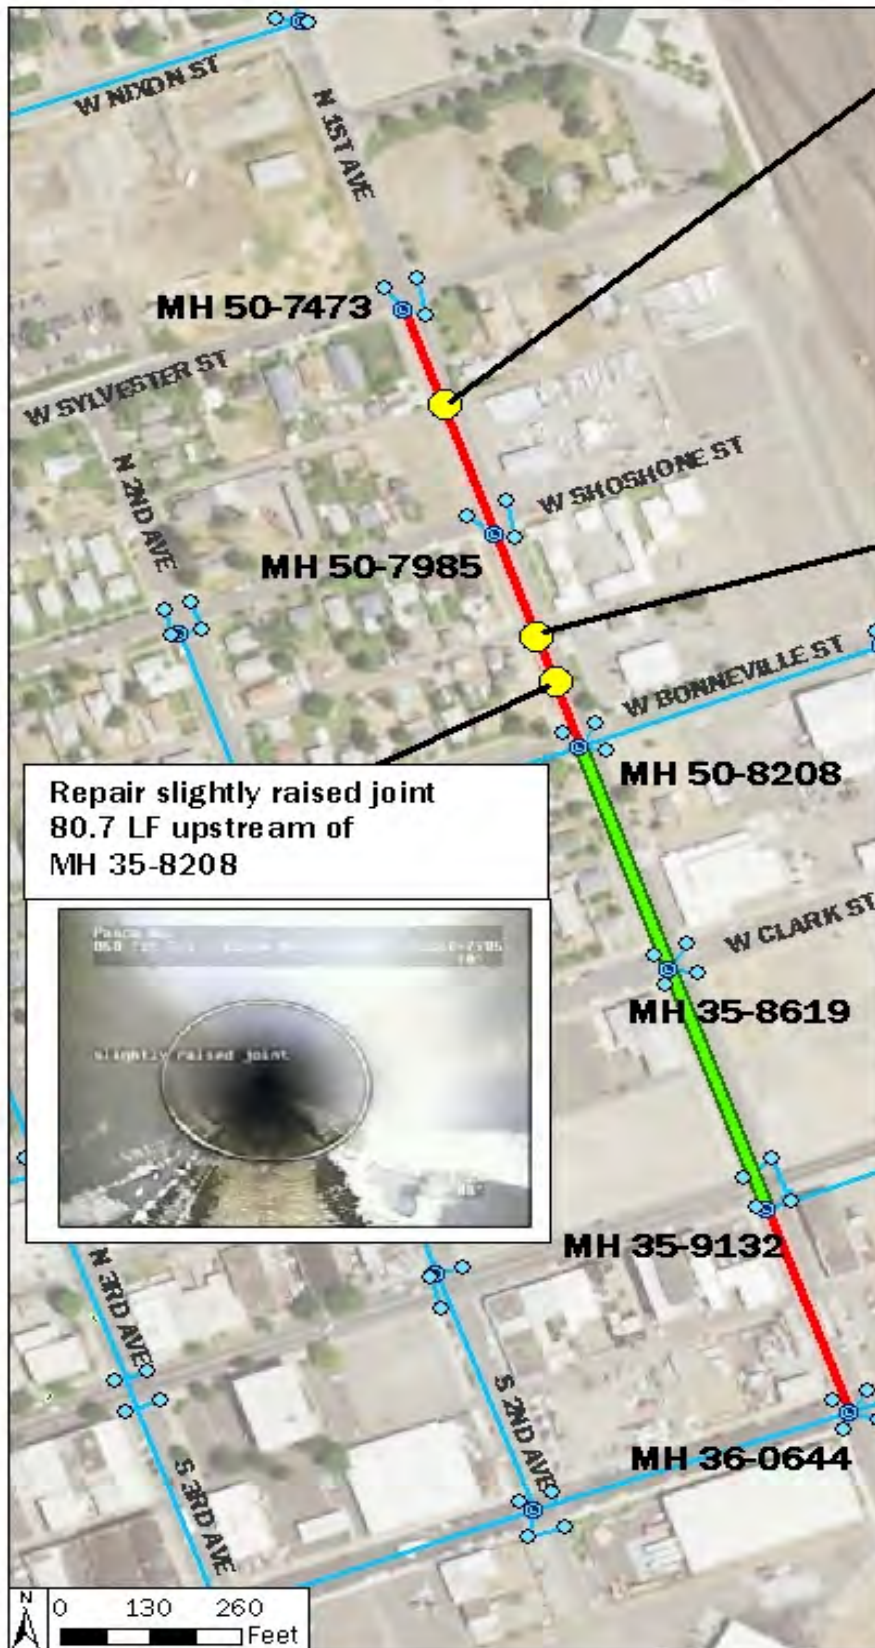 W NIXON ST
N 1ST AVE
MH 50-7473
W SYLVESTER ST
N 2ND AVE
W SHOSHONE ST
MH 50-7985
W BONNEVILLE ST
MH 50-8208
Repair slightly raised joint
80.7 LF upstream of
MH 35-8208
slightly raised joint
W CLARK ST
MH 35-8619
MH 35-9132
N 3RD AVE
S 2ND AVE
MH 36-0644
S 3RD AVE
N
0 130 260
Feet